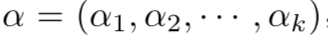 α = (α₁, α₂, ⋯ , αₖ),